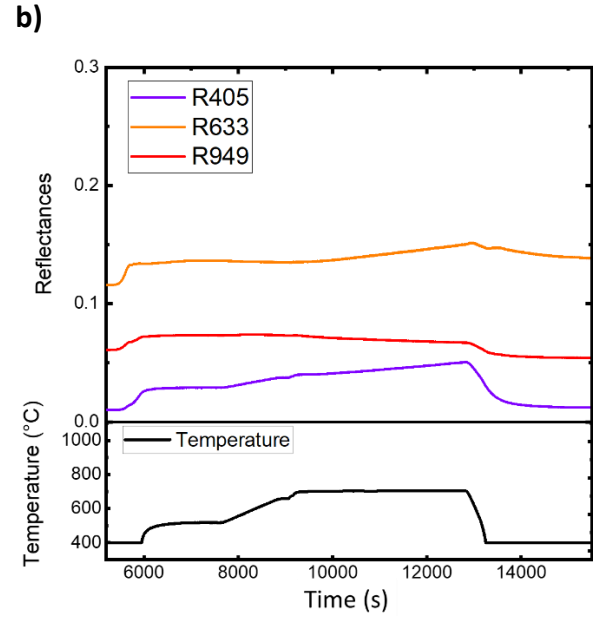 b)
0.3
R405
R633
R949
0.2
Reflectances
0.1
0.0
Temperature
1000
800
600
400
Temperature (°C)
6000 8000 10000 12000 14000
Time (s)